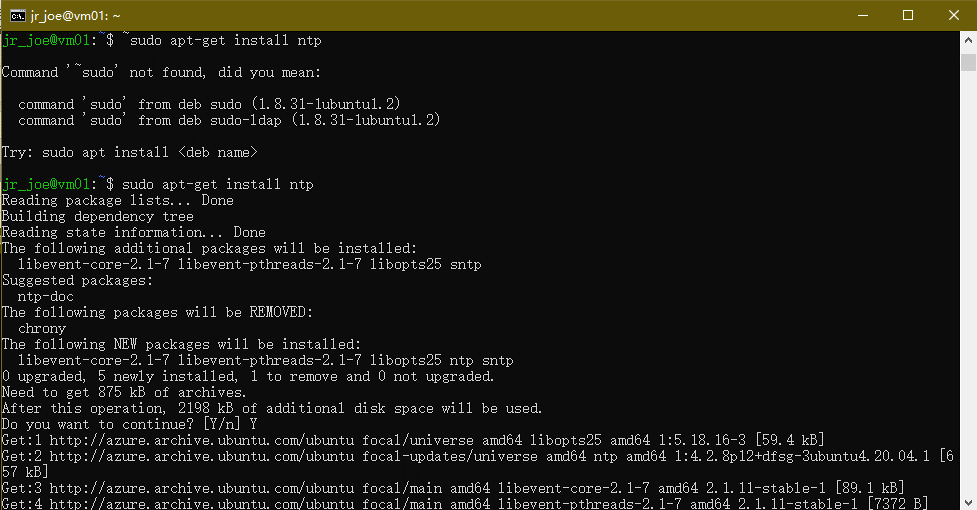 jr_joe@vm01: ~
jr_joe@vm01:~$ ~sudo apt-get install ntp
Command '~sudo' not found, did you mean:
command 'sudo' from deb sudo (1.8.31-1ubuntu1.2)
command 'sudo' from deb sudo-ldap (1.8.31-1ubuntu1.2)
Try: sudo apt install <deb name>
jr_joe@vm01:~$ sudo apt-get install ntp
Reading package lists... Done
Building dependency tree
Reading state information... Done
The following additional packages will be installed:
libevent-core-2.1-7 libevent-pthreads-2.1-7 libopts25 sntp
Suggested packages:
ntp-doc
The following packages will be REMOVED:
chrony
The following NEW packages will be installed:
libevent-core-2.1-7 libevent-pthreads-2.1-7 libopts25 ntp sntp
0 upgraded, 5 newly installed, 1 to remove and 0 not upgraded.
Need to get 875 kB of archives.
After this operation, 2198 kB of additional disk space will be used.
Do you want to continue? [Y/n] Y
Get:1 http://azure.archive.ubuntu.com/ubuntu focal/universe amd64 libopts25 amd64 1:5.18.16-3 [59.4 kB]
Get:2 http://azure.archive.ubuntu.com/ubuntu focal-updates/universe amd64 ntp amd64 1:4.2.8p12+dfsg-3ubuntu4.20.04.1 [6
57 kB]
Get:3 http://azure.archive.ubuntu.com/ubuntu focal/main amd64 libevent-core-2.1-7 amd64 2.1.11-stable-1 [89.1 kB]
Get:4 http://azure.archive.ubuntu.com/ubuntu focal/main amd64 libevent-pthreads-2.1-7 amd64 2.1.11-stable-1 [7372 B]